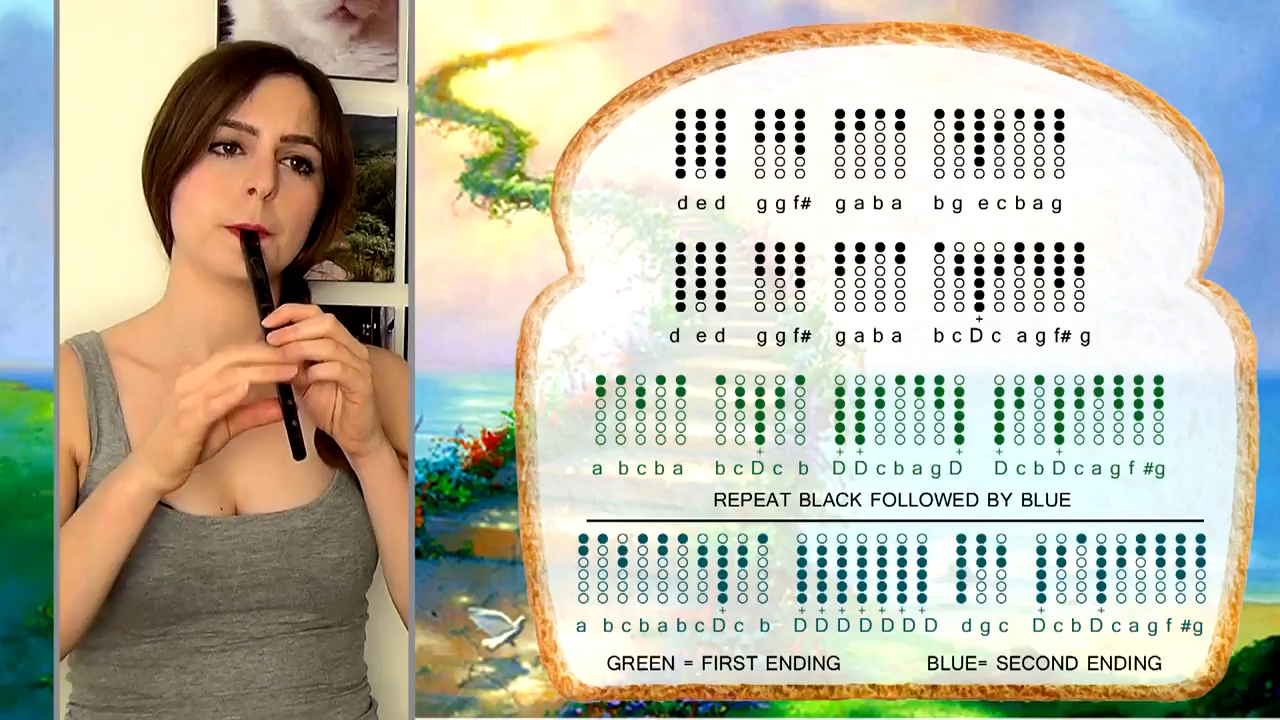 d e d g g f# g a b a b g e c b a g
d e d g g f# g a b a b c D c a g f# g
a b c b a b c D c b D D c b a g D D c b D c a g f #g
REPEAT BLACK FOLLOWED BY BLUE
a b c b a b c D c b D D D D D D D d g c D c b D c a g f #g
GREEN = FIRST ENDING BLUE= SECOND ENDING